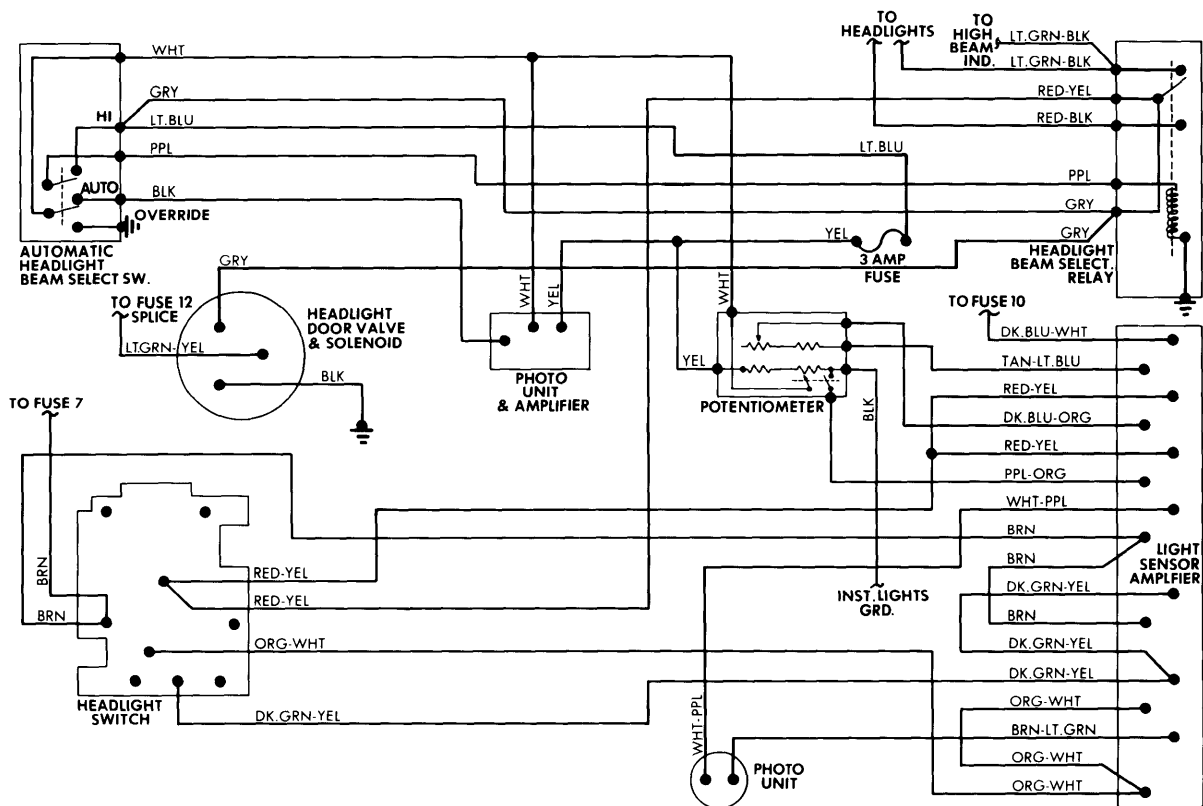 TO HEADLIGHTS
TO HIGH BEAM IND.
LT.GRN-BLK
LT.GRN-BLK
RED-YEL
RED-BLK
PPL
GRY
GRY
HEADLIGHT BEAM SELECT. RELAY
WHT
GRY
HI
LT.BLU
PPL
AUTO
BLK
OVERRIDE
AUTOMATIC
HEADLIGHT
BEAM SELECT SW.
LT.BLU
YEL
3 AMP
FUSE
GRY
TO FUSE 12
SPLICE
LT.GRN-YEL
BLK
HEADLIGHT
DOOR VALVE
& SOLENOID
WHT
YEL
PHOTO
UNIT
& AMPLIFIER
WHT
YEL
POTENTIOMETER
BLK
INST.LIGHTS
GRD.
TO FUSE 10
DK.BLU-WHT
TAN-LT.BLU
RED-YEL
DK.BLU-ORG
RED-YEL
PPL-ORG
WHT-PPL
BRN
BRN
DK.GRN-YEL
BRN
DK.GRN-YEL
DK.GRN-YEL
ORG-WHT
BRN-LT.GRN
ORG-WHT
ORG-WHT
LIGHT
SENSOR
AMPLFIER
TO FUSE 7
BRN
BRN
RED-YEL
RED-YEL
ORG-WHT
DK.GRN-YEL
HEADLIGHT
SWITCH
WHT-PPL
PHOTO
UNIT